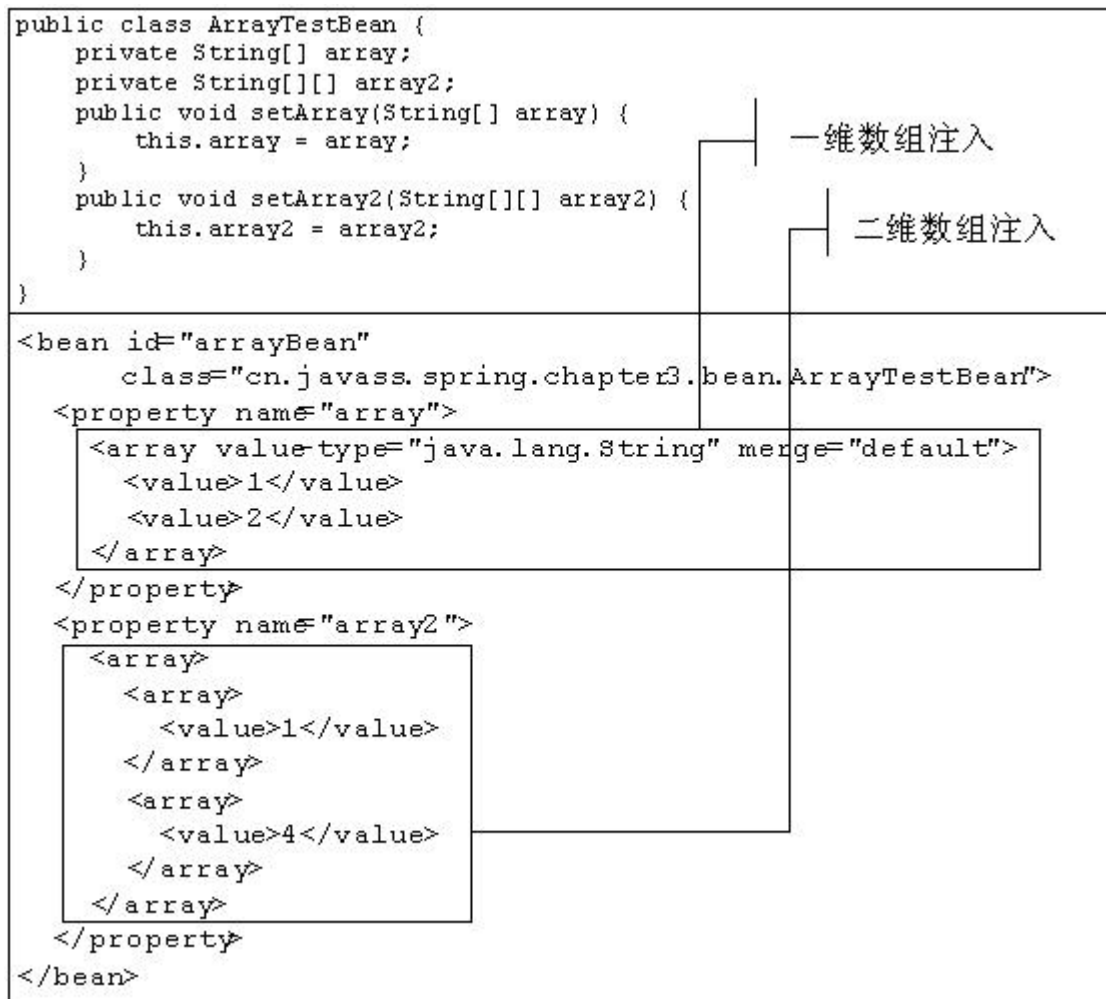 public class ArrayTestBean {
    private String[] array;
    private String[][] array2;
    public void setArray(String[] array) {
        this.array = array;
    }
    public void setArray2(String[][] array2) {
        this.array2 = array2;
    }
}
一维数组注入
二维数组注入
<bean id="arrayBean"
      class="cn.javass.spring.chapter3.bean.ArrayTestBean">
  <property name="array">
    <array value-type="java.lang.String" merge="default">
      <value>1</value>
      <value>2</value>
    </array>
  </property>
  <property name="array2">
    <array>
      <array>
        <value>1</value>
      </array>
      <array>
        <value>4</value>
      </array>
    </array>
  </property>
</bean>